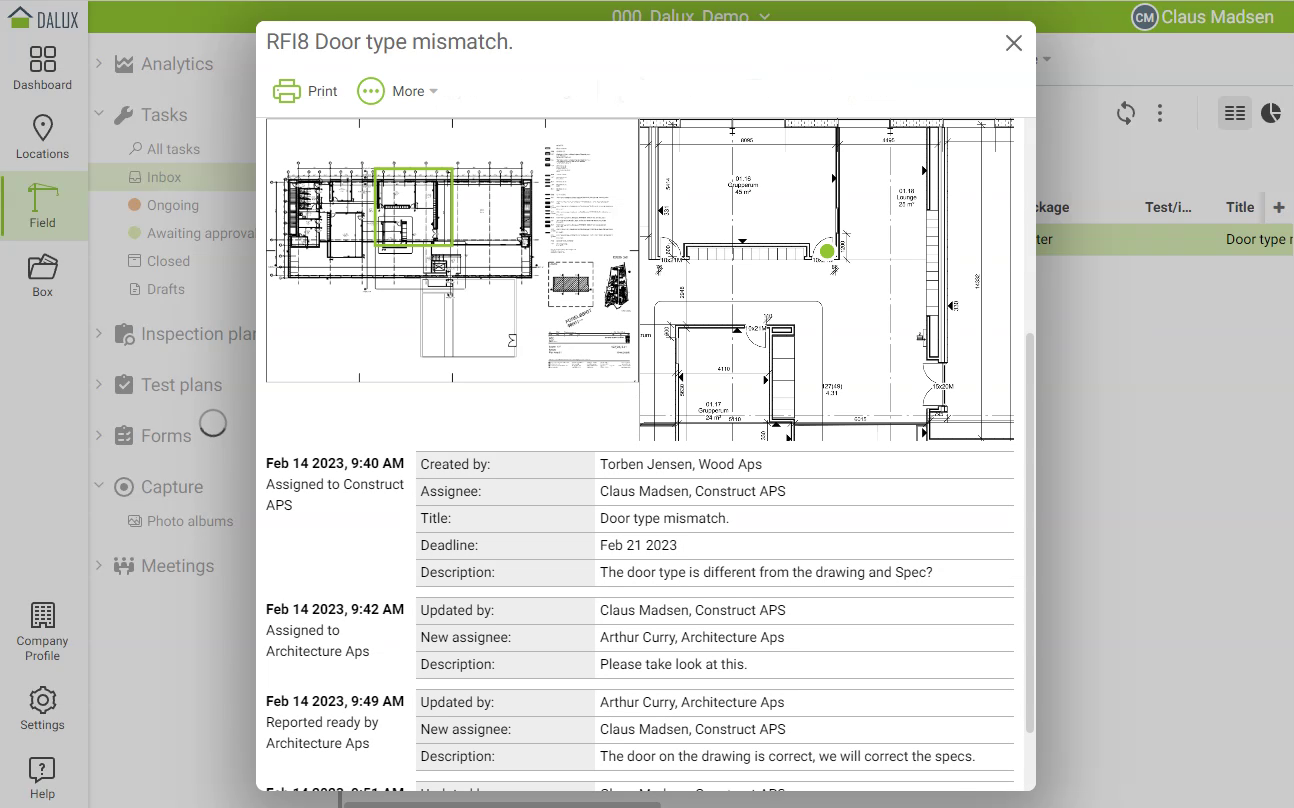 DALUX
000_Dalux_Demo
CM Claus Madsen
Dashboard
Locations
Field
Box
Company
Profile
Settings
Help
Analytics
Tasks
All tasks
Inbox
Ongoing
Awaiting approva
Closed
Drafts
Inspection plan
Test plans
Forms
Capture
Photo albums
Meetings
RFI8 Door type mismatch.
Print
More
8095
4495
01.16
Grupperum
45 m²
01.18
Lounge
25 m²
10x21M
4110
01.17
Grupperum
24 m²
5110
6015
kage
Test/i...
Title
ter
Door type r
Feb 14 2023, 9:40 AM
Assigned to Construct
APS
Created by:
Torben Jensen, Wood Aps
Assignee:
Claus Madsen, Construct APS
Title:
Door type mismatch.
Deadline:
Feb 21 2023
Description:
The door type is different from the drawing and Spec?
Feb 14 2023, 9:42 AM
Assigned to
Architecture Aps
Updated by:
Claus Madsen, Construct APS
New assignee:
Arthur Curry, Architecture Aps
Description:
Please take look at this.
Feb 14 2023, 9:49 AM
Reported ready by
Architecture Aps
Updated by:
Arthur Curry, Architecture Aps
New assignee:
Claus Madsen, Construct APS
Description:
The door on the drawing is correct, we will correct the specs.